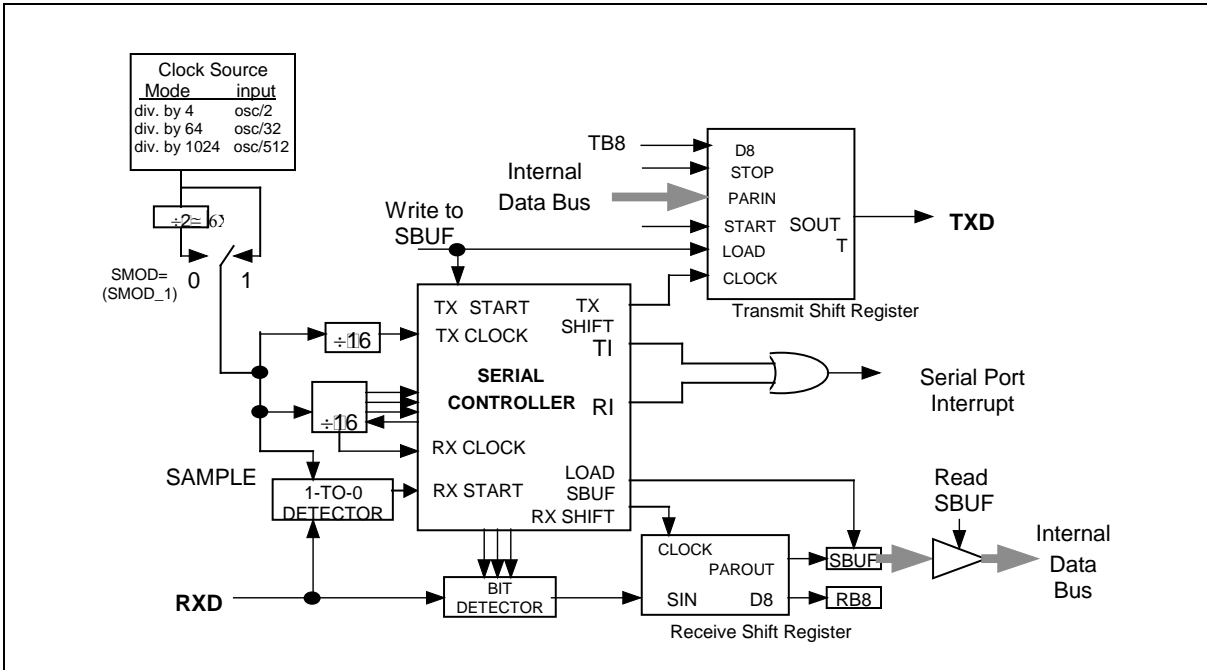 Clock Source
Mode input
div. by 4 osc/2
div. by 64 osc/32
div. by 1024 osc/512
÷2
SMOD=
(SMOD_1)
0 1
Write to
SBUF
TB8
Internal
Data Bus
D8
STOP
PARIN
START
LOAD
CLOCK
SOUT
T
TXD
Transmit Shift Register
TX START
TX CLOCK
SERIAL
CONTROLLER
RX CLOCK
RX START
TX
SHIFT
TI
RI
LOAD
SBUF
RX SHIFT
÷16
÷16
Serial Port
Interrupt
SAMPLE
1-TO-0
DETECTOR
RXD
BIT
DETECTOR
CLOCK
PAROUT
SIN D8
Receive Shift Register
SBUF
RB8
Read
SBUF
Internal
Data
Bus